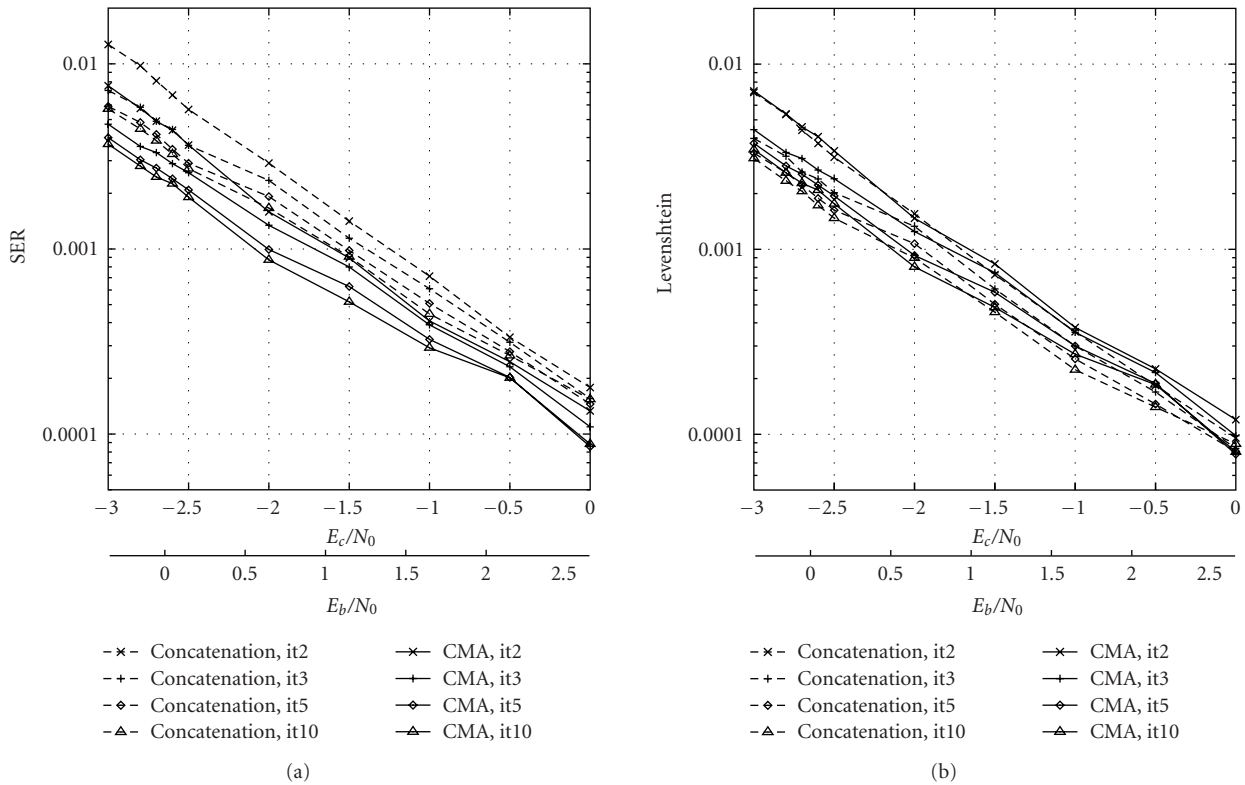 0.01
0.001
0.0001
SER
−3 −2.5 −2 −1.5 −1 −0.5 0
E_c/N_0
0 0.5 1 1.5 2 2.5
E_b/N_0
Concatenation, it2
Concatenation, it3
Concatenation, it5
Concatenation, it10
CMA, it2
CMA, it3
CMA, it5
CMA, it10
(a)
0.01
0.001
0.0001
Levenshtein
−3 −2.5 −2 −1.5 −1 −0.5 0
E_c/N_0
0 0.5 1 1.5 2 2.5
E_b/N_0
Concatenation, it2
Concatenation, it3
Concatenation, it5
Concatenation, it10
CMA, it2
CMA, it3
CMA, it5
CMA, it10
(b)